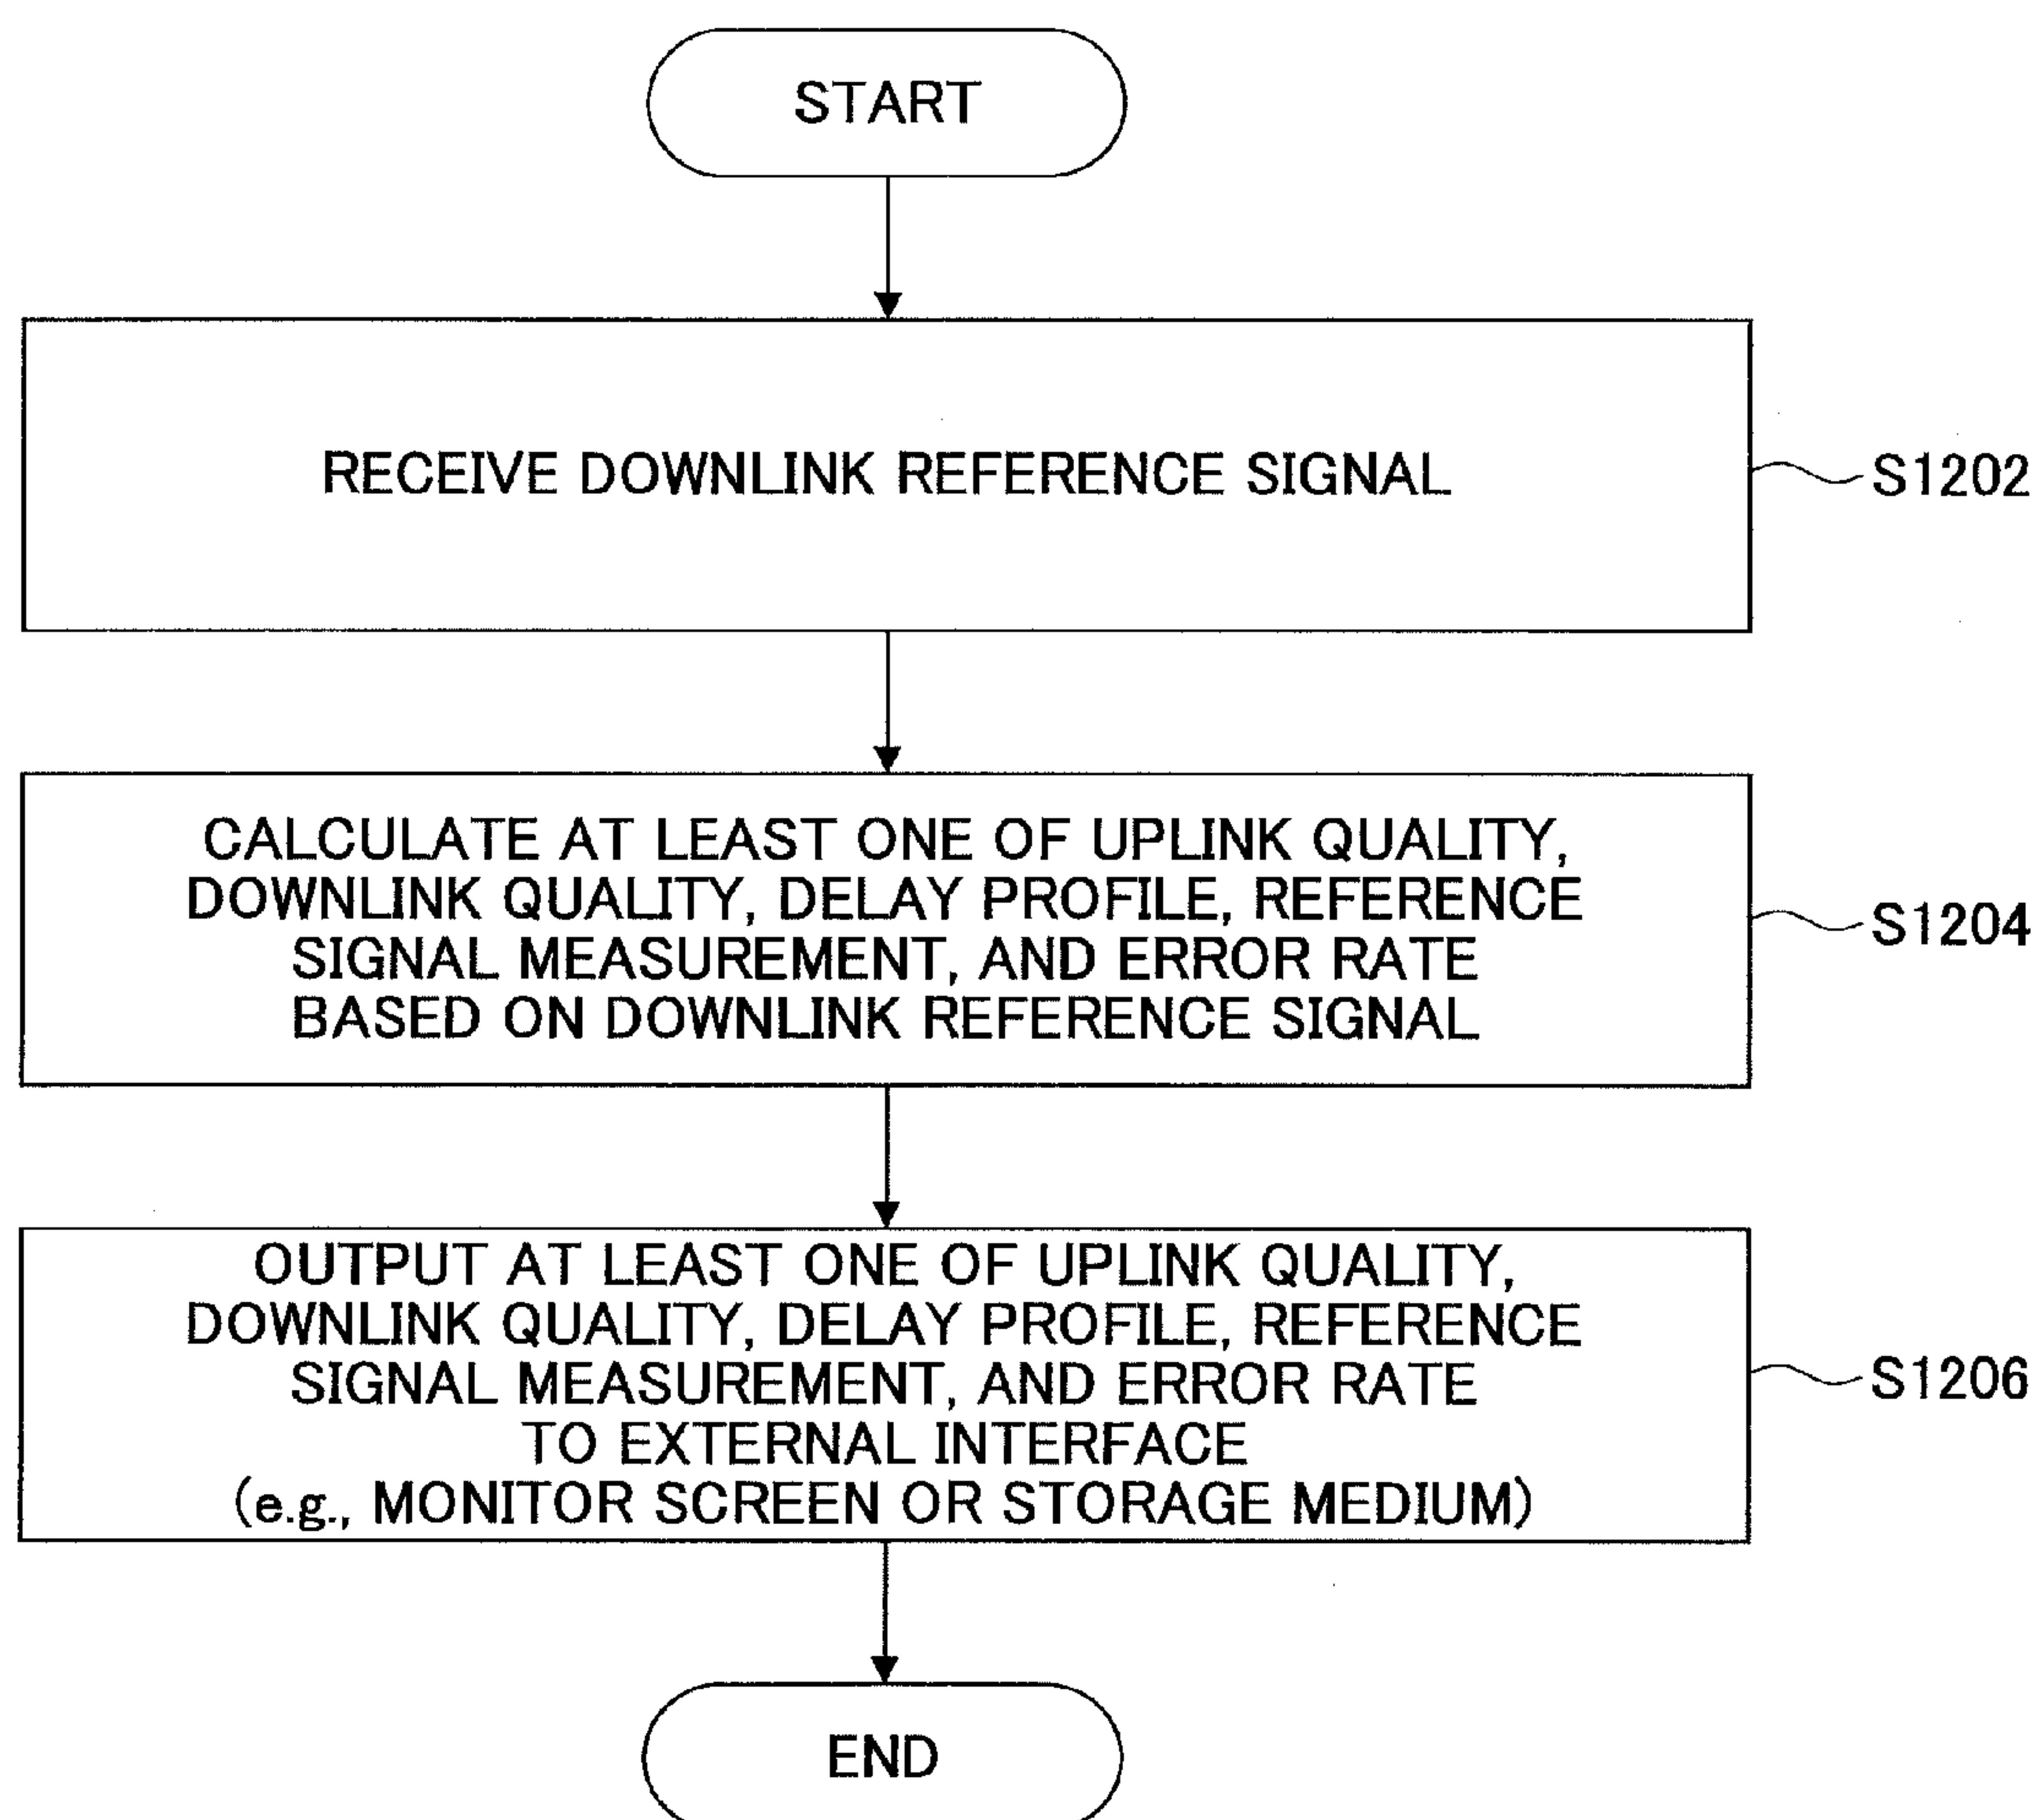 START
RECEIVE DOWNLINK REFERENCE SIGNAL
S1202
CALCULATE AT LEAST ONE OF UPLINK QUALITY,
DOWNLINK QUALITY, DELAY PROFILE, REFERENCE
SIGNAL MEASUREMENT, AND ERROR RATE
BASED ON DOWNLINK REFERENCE SIGNAL
S1204
OUTPUT AT LEAST ONE OF UPLINK QUALITY,
DOWNLINK QUALITY, DELAY PROFILE, REFERENCE
SIGNAL MEASUREMENT, AND ERROR RATE
TO EXTERNAL INTERFACE
(e.g., MONITOR SCREEN OR STORAGE MEDIUM)
S1206
END